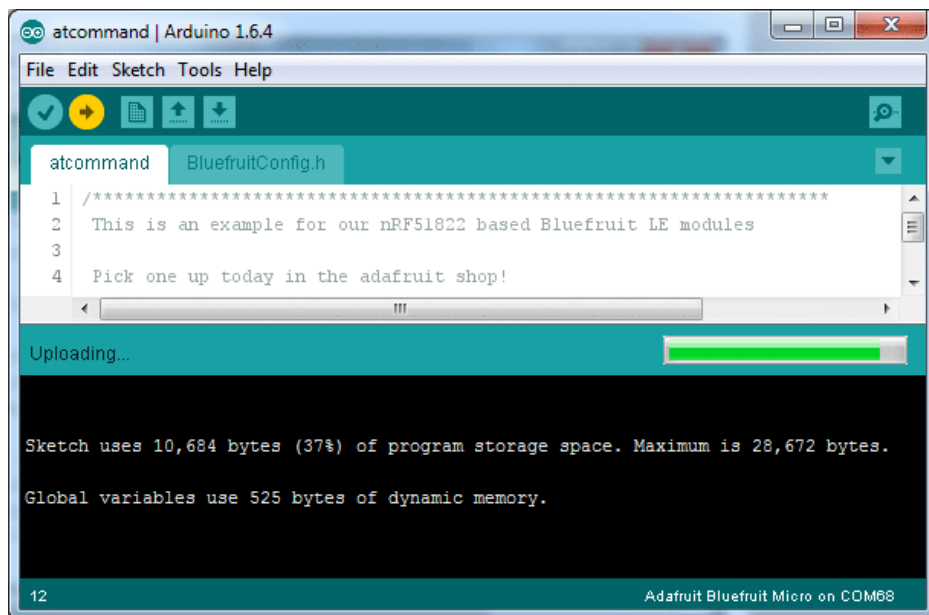 atcommand | Arduino 1.6.4
File Edit Sketch Tools Help
atcommand BluefruitConfig.h
1 /*********************************************************************
2 This is an example for our nRF51822 based Bluefruit LE modules
3
4 Pick one up today in the adafruit shop!
Uploading...
Sketch uses 10,684 bytes (37%) of program storage space. Maximum is 28,672 bytes.
Global variables use 525 bytes of dynamic memory.
12 Adafruit Bluefruit Micro on COM68